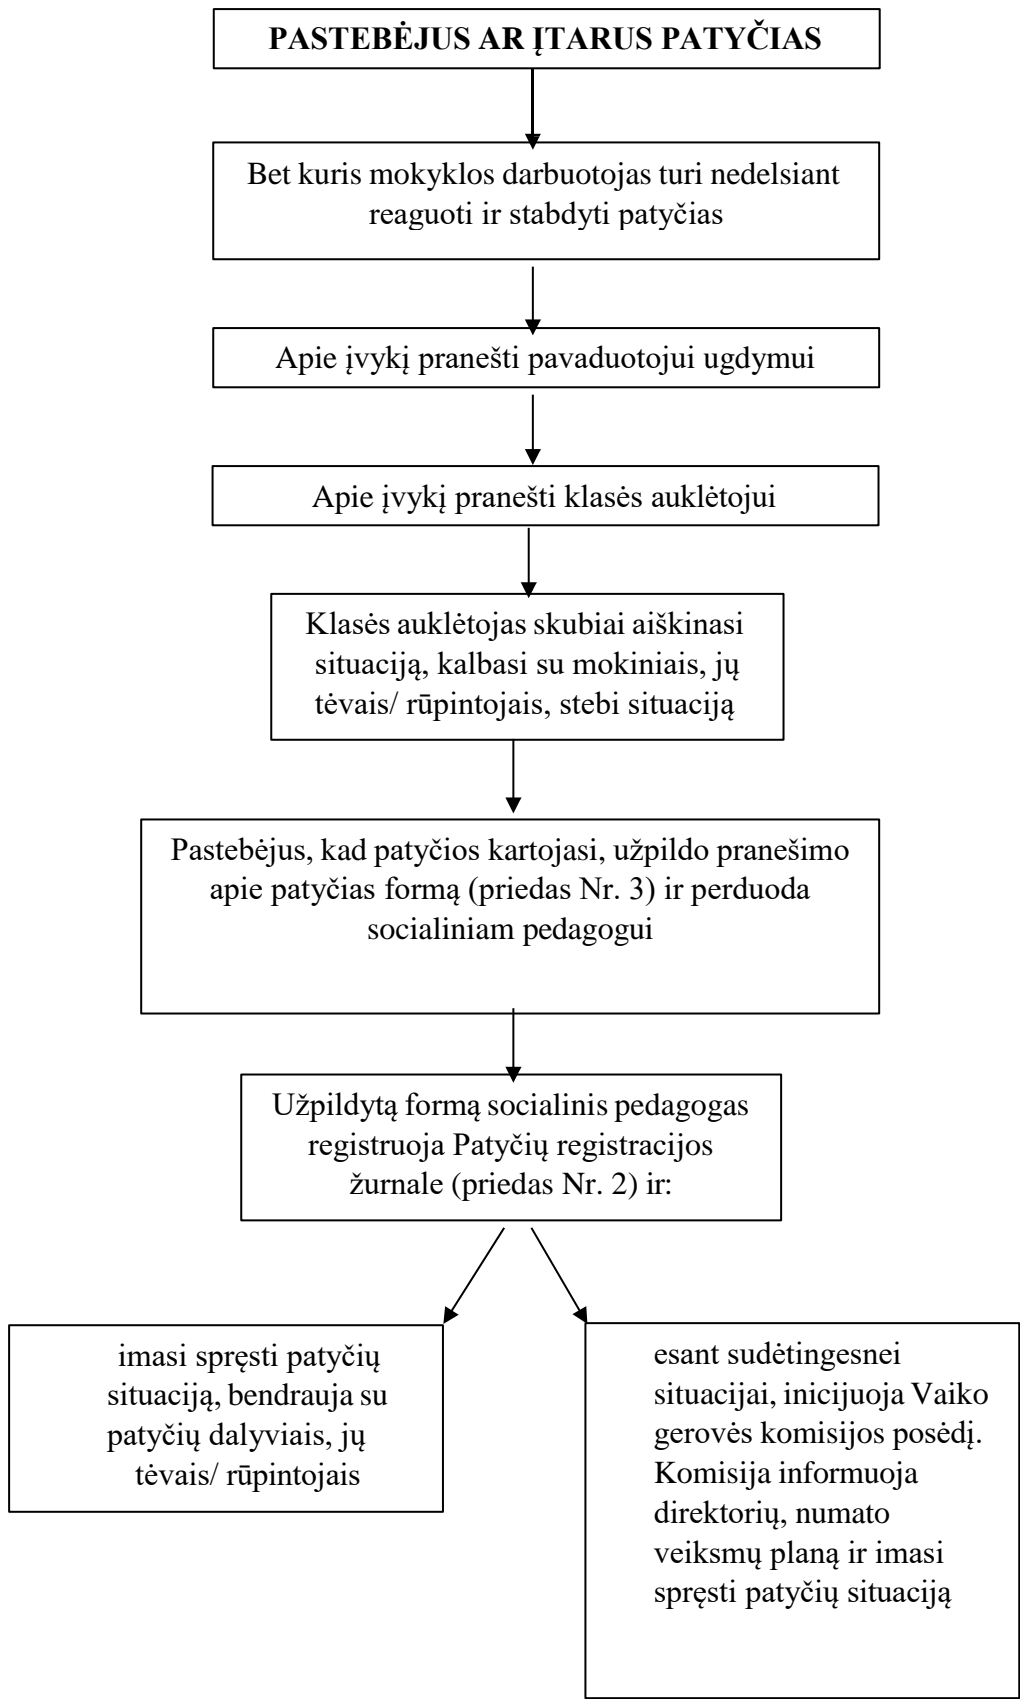 PASTEBĖJUS AR ĮTARUS PATYČIAS
Bet kuris mokyklos darbuotojas turi nedelsiant
reaguoti ir stabdyti patyčias
Apie įvykį pranešti pavaduotojui ugdymui
Apie įvykį pranešti klasės auklėtojui
Klasės auklėtojas skubiai aiškinasi
situaciją, kalbasi su mokiniais, jų
tėvais/ rūpintojais, stebi situaciją
Pastebėjus, kad patyčios kartojasi, užpildo pranešimo
apie patyčias formą (priedas Nr. 3) ir perduoda
socialiniam pedagogui
Užpildytą formą socialinis pedagogas
registruoja Patyčių registracijos
žurnale (priedas Nr. 2) ir:
imasi spręsti patyčių
situaciją, bendrauja su
patyčių dalyviais, jų
tėvais/ rūpintojais
esant sudėtingesnei
situacijai, inicijuoja Vaiko
gerovės komisijos posėdį.
Komisija informuoja
direktorių, numato
veiksmų planą ir imasi
spręsti patyčių situaciją